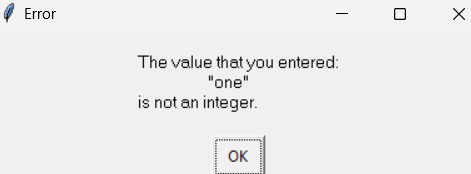 Error
The value that you entered:
"one"
is not an integer.
OK